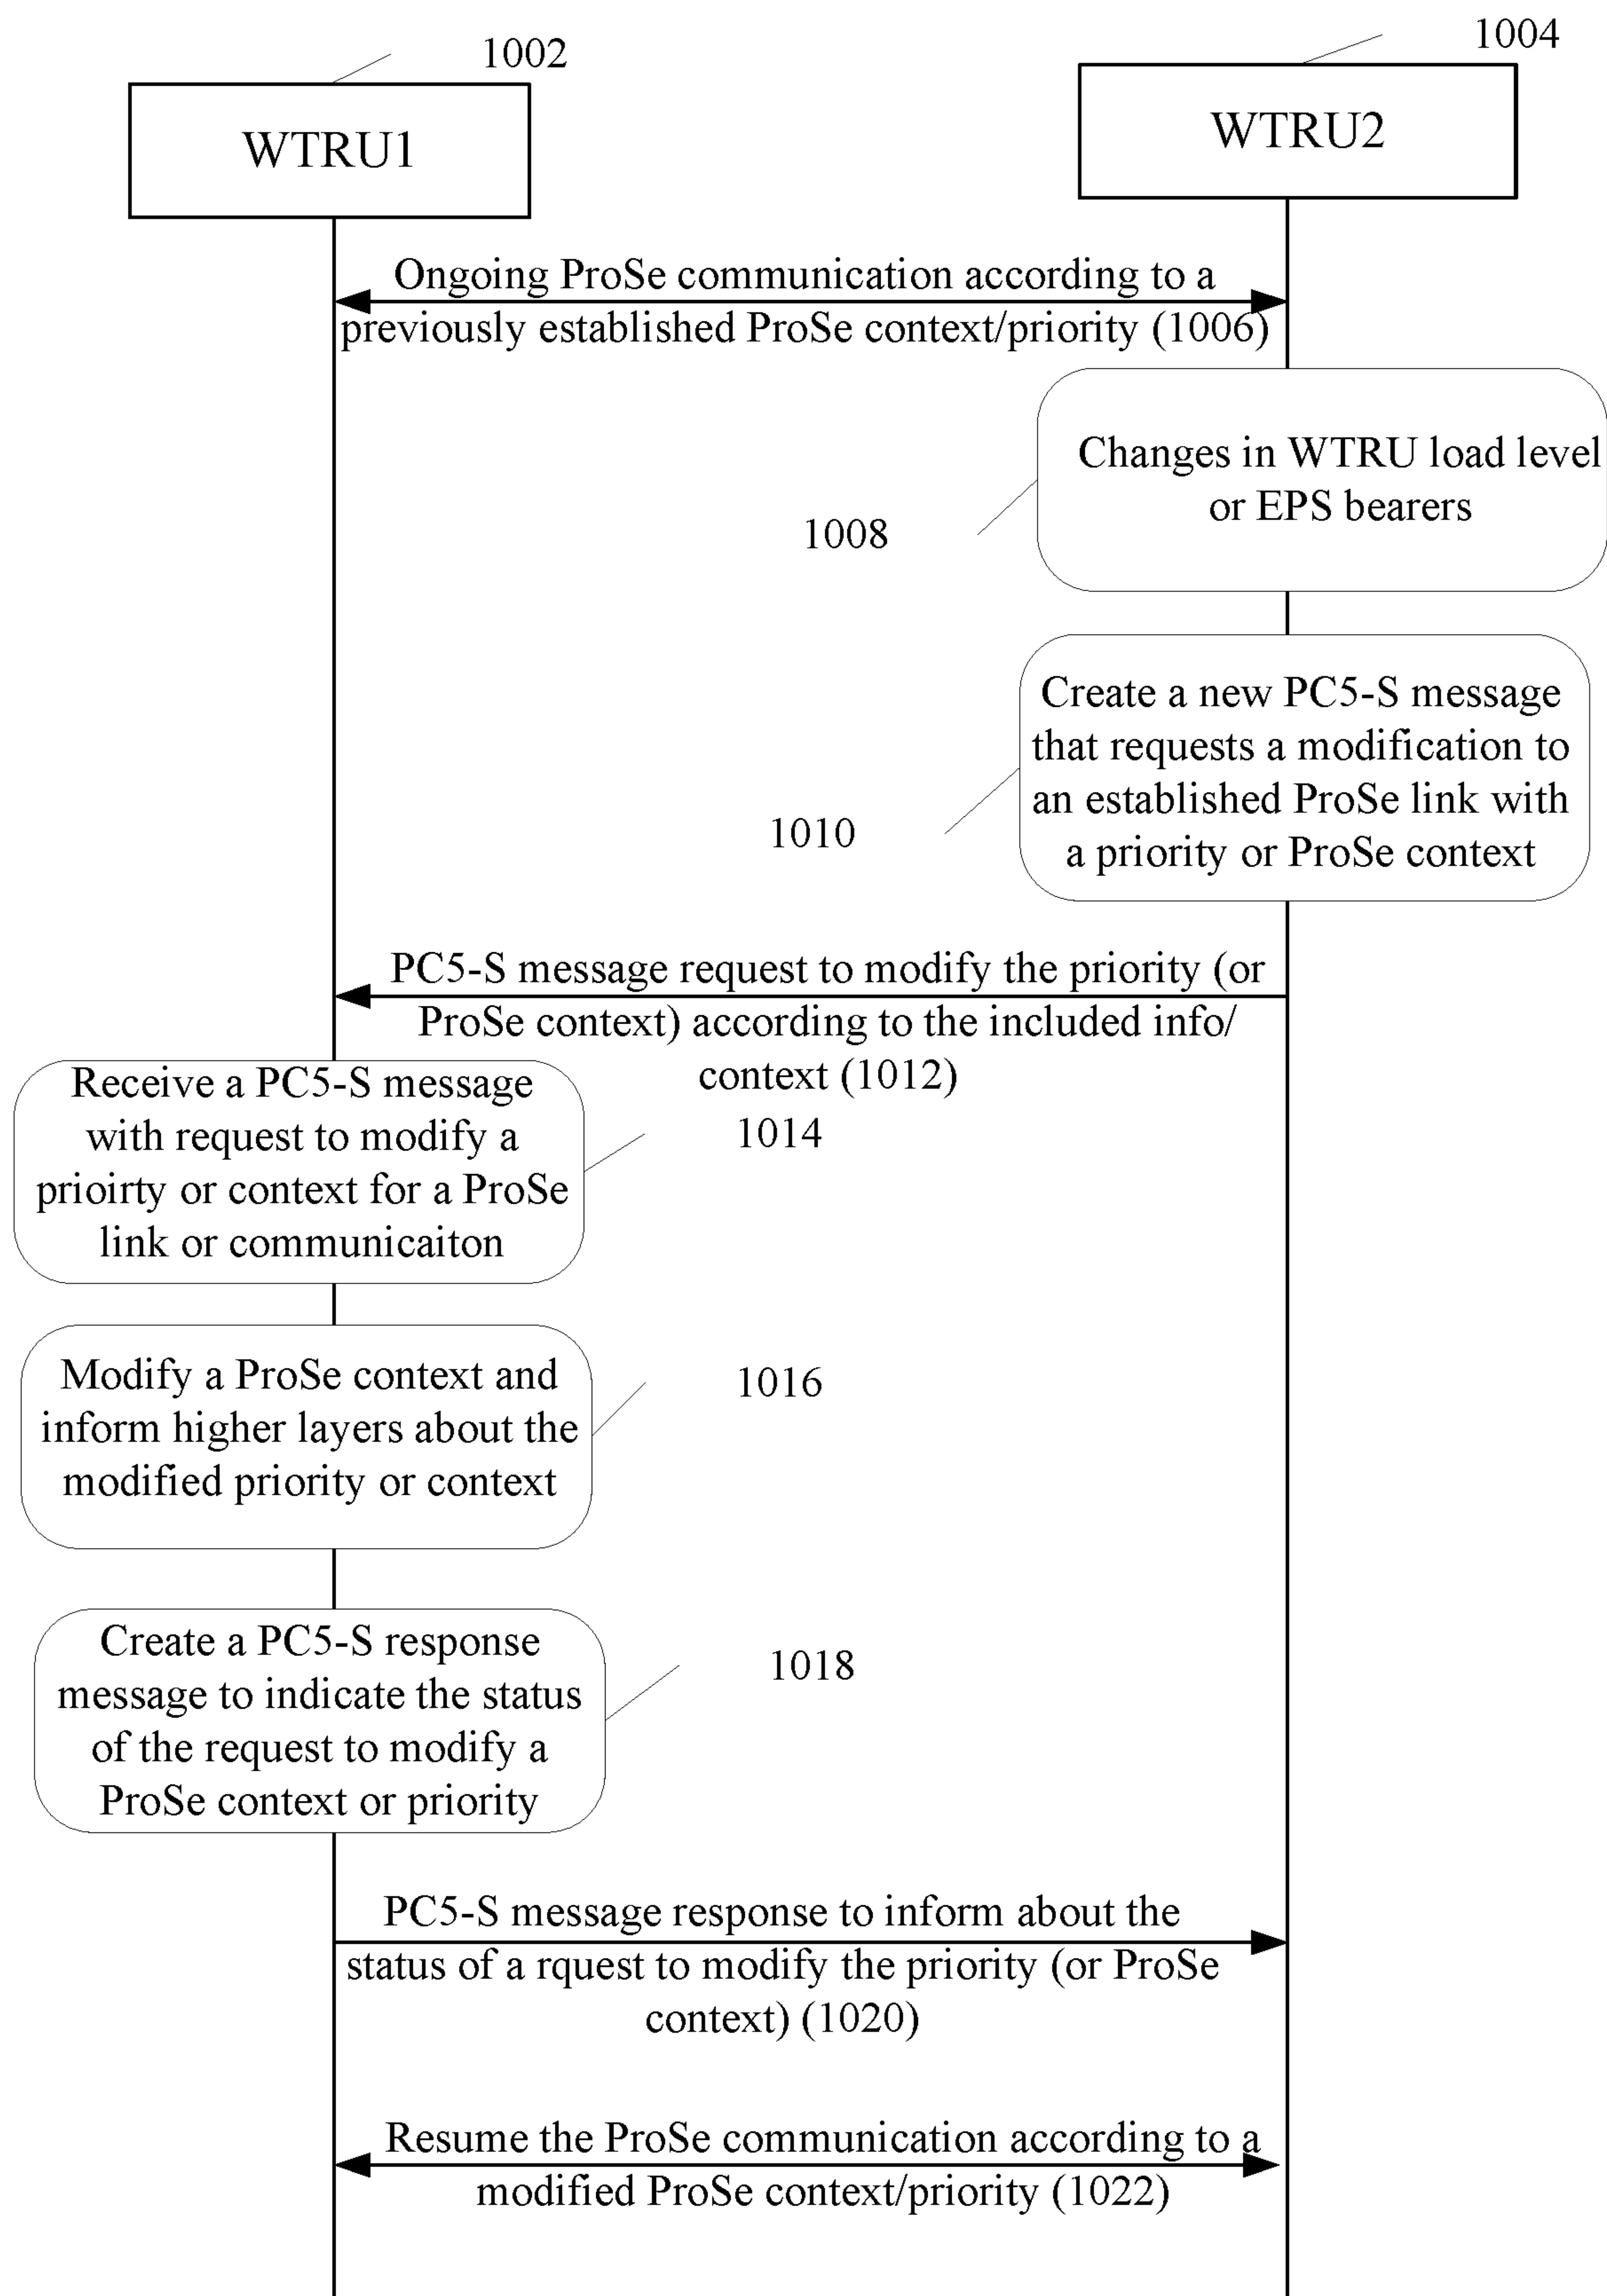 1002
1004
WTRU1
WTRU2
Ongoing ProSe communication according to a
previously established ProSe context/priority (1006)
Changes in WTRU load level
or EPS bearers
1008
Create a new PC5-S message
that requests a modification to
an established ProSe link with
a priority or ProSe context
1010
PC5-S message request to modify the priority (or
ProSe context) according to the included info/
context (1012)
Receive a PC5-S message
with request to modify a
prioirty or context for a ProSe
link or communicaiton
1014
Modify a ProSe context and
inform higher layers about the
modified priority or context
1016
Create a PC5-S response
message to indicate the status
of the request to modify a
ProSe context or priority
1018
PC5-S message response to inform about the
status of a rquest to modify the priority (or ProSe
context) (1020)
Resume the ProSe communication according to a
modified ProSe context/priority (1022)